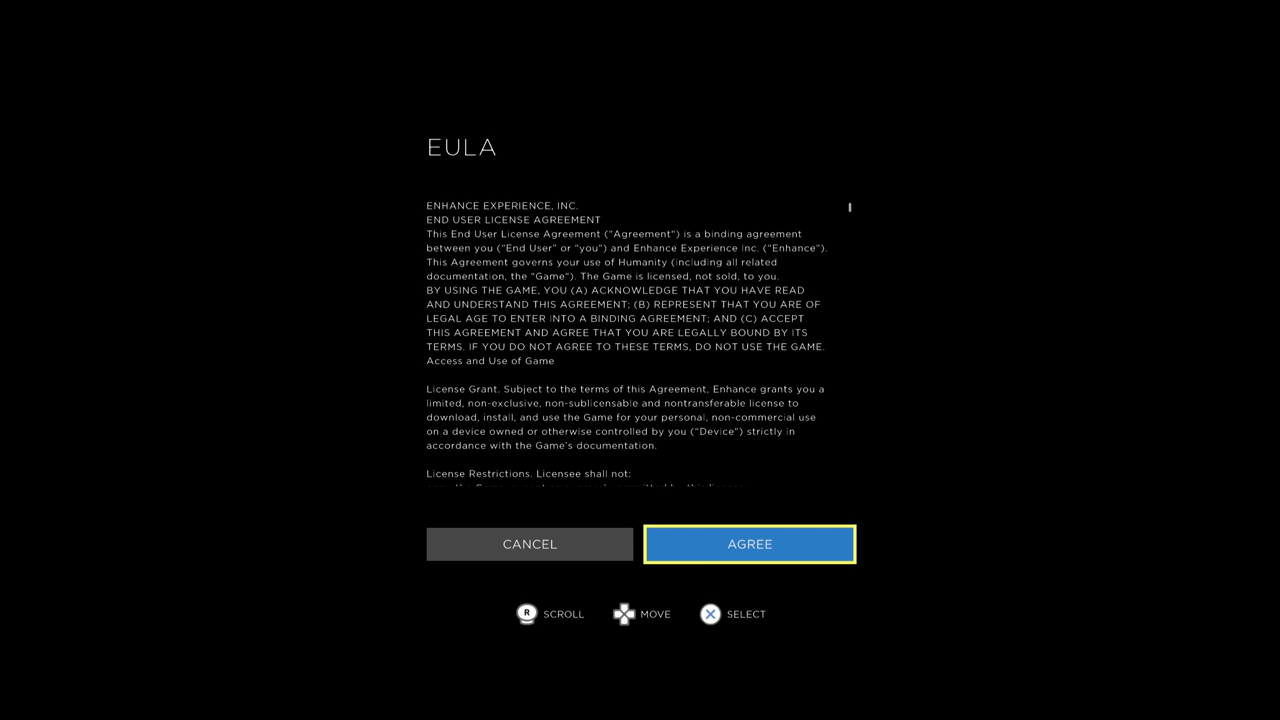 EULA
ENHANCE EXPERIENCE, INC.
END USER LICENSE AGREEMENT
This End User License Agreement ("Agreement") is a binding agreement
between you ("End User" or "you") and Enhance Experience Inc. ("Enhance").
This Agreement governs your use of Humanity (including all related
documentation, the "Game"). The Game is licensed, not sold, to you.
BY USING THE GAME, YOU (A) ACKNOWLEDGE THAT YOU HAVE READ
AND UNDERSTAND THIS AGREEMENT; (B) REPRESENT THAT YOU ARE OF
LEGAL AGE TO ENTER INTO A BINDING AGREEMENT; AND (C) ACCEPT
THIS AGREEMENT AND AGREE THAT YOU ARE LEGALLY BOUND BY ITS
TERMS. IF YOU DO NOT AGREE TO THESE TERMS, DO NOT USE THE GAME.
Access and Use of Game
License Grant. Subject to the terms of this Agreement, Enhance grants you a
limited, non-exclusive, non-sublicensable and nontransferable license to
download, install, and use the Game for your personal, non-commercial use
on a device owned or otherwise controlled by you ("Device") strictly in
accordance with the Game's documentation.
License Restrictions. Licensee shall not:
CANCEL AGREE
R SCROLL MOVE SELECT